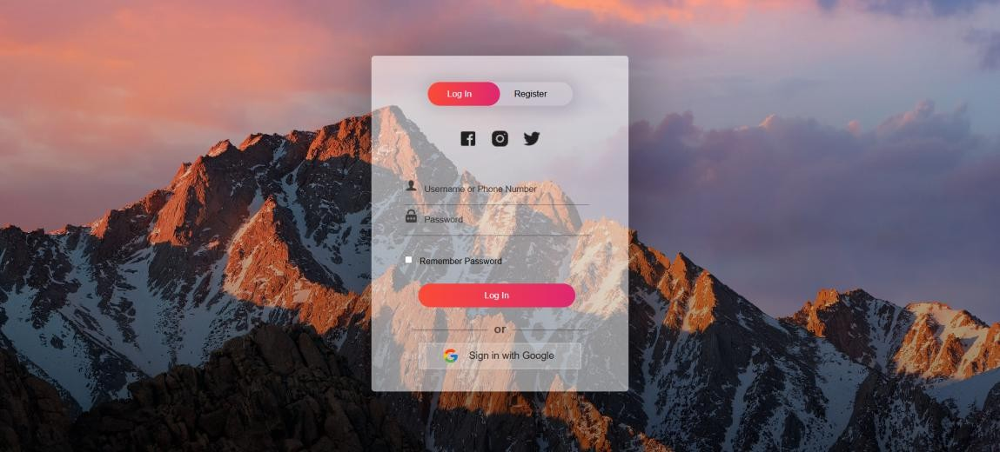 Log In Register
Username or Phone Number
Password
Remember Password
Log In
or
Sign in with Google